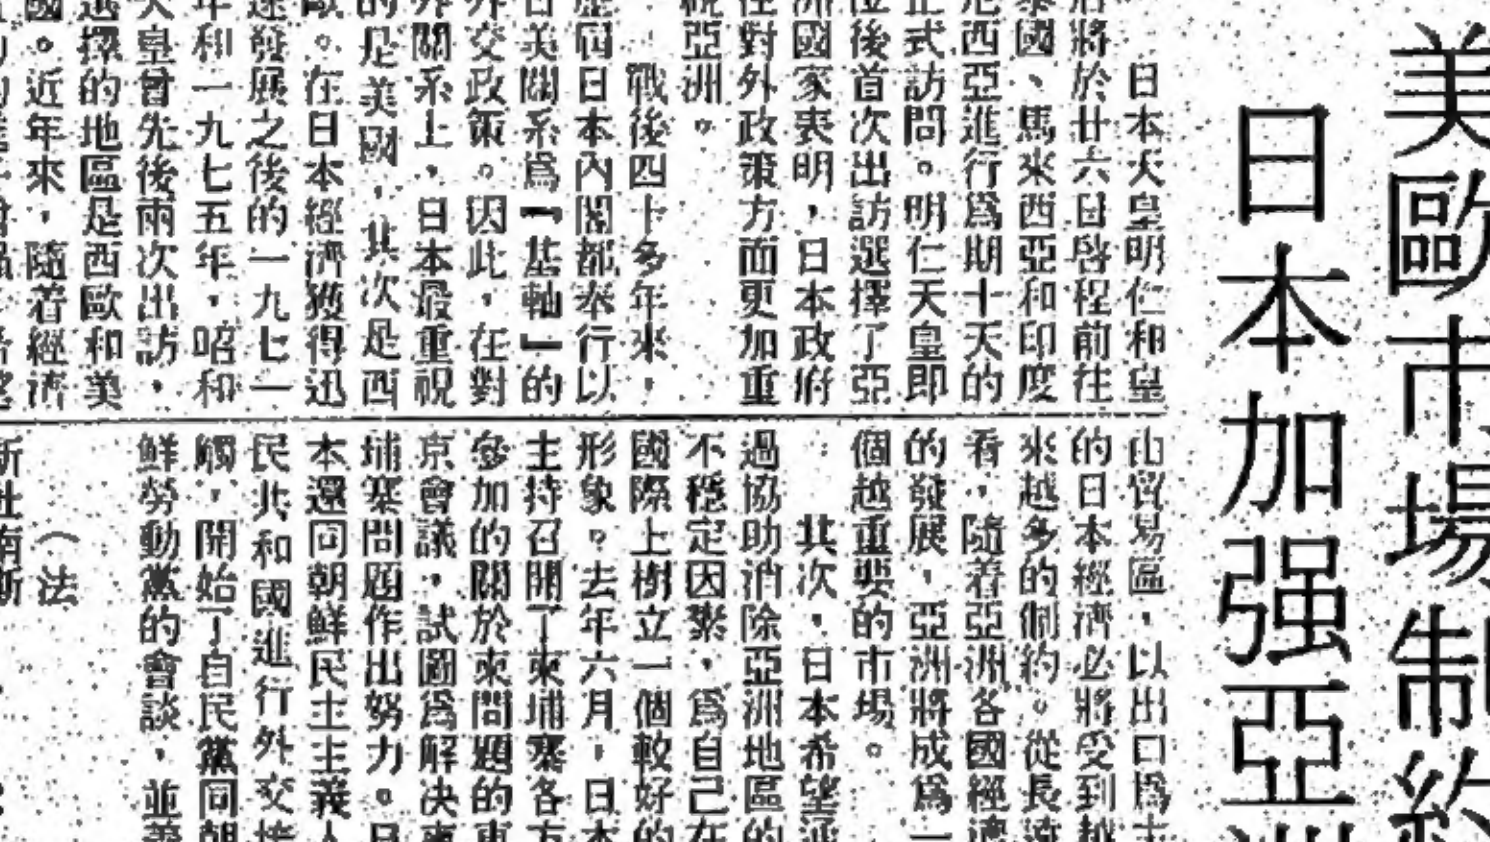 美歐市場制約
日本加强亞洲
日本天皇明仁和皇
后將於廿六日啓程前往
泰國、馬來西亞和印度
尼西亞進行爲期十天的
正式訪問。明仁天皇即
位後首次出訪選擇了亞
洲國家表明，日本政府
在對外政策方面更加重
視亞洲。
戰後四十多年來，
歷屆日本內閣都奉行以
日美關系爲『基軸』的
外交政策。因此，在對
外關系上，日本最重視
的是美國，其次是西
歐。在日本經濟獲得迅
速發展之後的一九七一
年和一九七五年，昭和
天皇曾先後兩次出訪，
選擇的地區是西歐和美
國。近年來，隨着經濟
由貿易區，以出口爲主
的日本經濟必將受到越
來越多的制約。從長遠
看，隨着亞洲各國經濟
的發展，亞洲將成爲一
個越重要的市場。
其次，日本希望通
過協助消除亞洲地區的
不穩定因素，爲自己在
國際上樹立一個較好的
形象。去年六月，日本
主持召開了柬埔寨各方
參加的關於柬問題的東
京會議，試圖爲解決柬
埔寨問題作出努力。日
本還同朝鮮民主主義人
民共和國進行外交接
觸，開始了自民黨同朝
鮮勞動黨的會談，並
（法